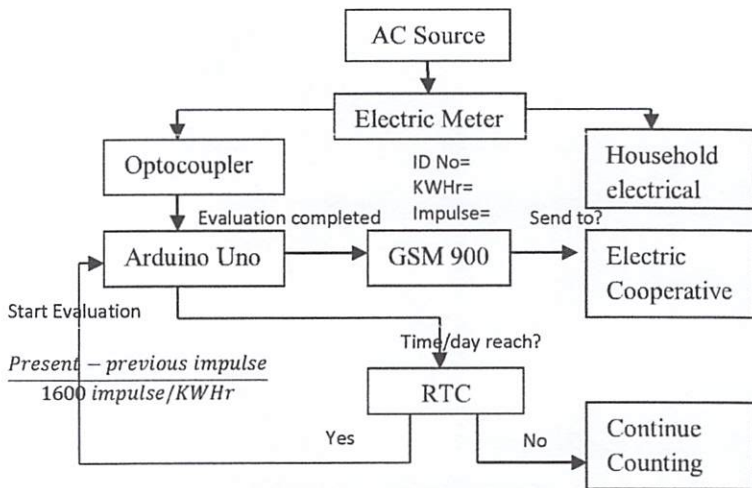 AC Source
Electric Meter
Optocoupler
ID No=
KWHr=
Impulse=
Household
electrical
Evaluation completed
Send to?
Arduino Uno
GSM 900
Electric
Cooperative
Start Evaluation
Time/day reach?
Present − previous impulse
1600 impulse/KWHr
RTC
Yes
No
Continue
Counting